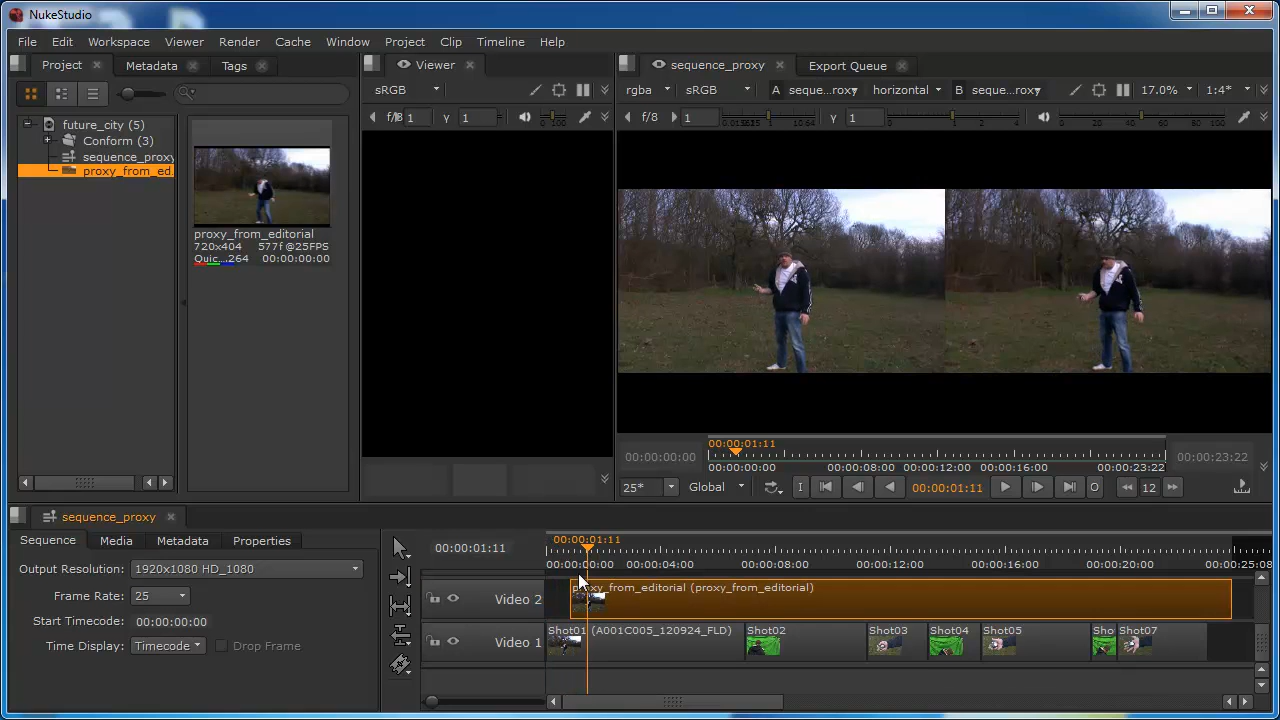 NukeStudio
File Edit Workspace Viewer Render Cache Window Project Clip Timeline Help
Project Metadata Tags
Viewer
sequence_proxy Export Queue
sRGB
rgba sRGB A seque...roxy horizontal B seque...roxy 17.0% 1:4*
f/8 1 γ 1
f/8 1 γ 1
future_city (5)
Conform (3)
sequence_proxy
proxy_from_ed.
proxy_from_editorial
720x404 577f @25FPS
Quic...264 00:00:00:00
00:00:01:11
00:00:00:00 00:00:00:00 00:00:08:00 00:00:12:00 00:00:16:00 00:00:23:22 00:00:23:22
25* Global I 00:00:01:11 O 12
sequence_proxy
Sequence Media Metadata Properties
Output Resolution: 1920x1080 HD_1080
Frame Rate: 25
Start Timecode: 00:00:00:00
Time Display: Timecode Drop Frame
00:00:01:11
00:00:01:11
00:00:00:00 00:00:04:00 00:00:08:00 00:00:12:00 00:00:16:00 00:00:20:00 00:00:25:08
Video 2 proxy_from_editorial (proxy_from_editorial)
Video 1 Shot01 (A001C005_120924_FLD) Shot02 Shot03 Shot04 Shot05 Sho Shot07